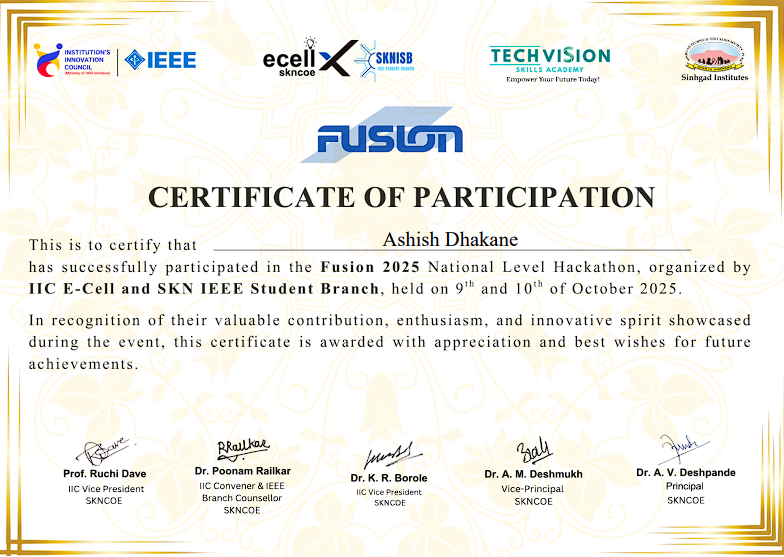 INSTITUTION'S
INNOVATION
COUNCIL
(Ministry of HRD Initiative)
IEEE
ecell
skncoe
X
SKNISB
IEEE STUDENT BRANCH
TECHVISION
SKILLS ACADEMY
Empower Your Future Today!
Sinhgad Institutes
FUSION
CERTIFICATE OF PARTICIPATION
This is to certify that Ashish Dhakane
has successfully participated in the Fusion 2025 National Level Hackathon, organized by
IIC E-Cell and SKN IEEE Student Branch, held on 9th and 10th of October 2025.
In recognition of their valuable contribution, enthusiasm, and innovative spirit showcased
during the event, this certificate is awarded with appreciation and best wishes for future
achievements.
Prof. Ruchi Dave
IIC Vice President
SKNCOE
Dr. Poonam Railkar
IIC Convener & IEEE
Branch Counsellor
SKNCOE
Dr. K. R. Borole
IIC Vice President
SKNCOE
Dr. A. M. Deshmukh
Vice-Principal
SKNCOE
Dr. A. V. Deshpande
Principal
SKNCOE